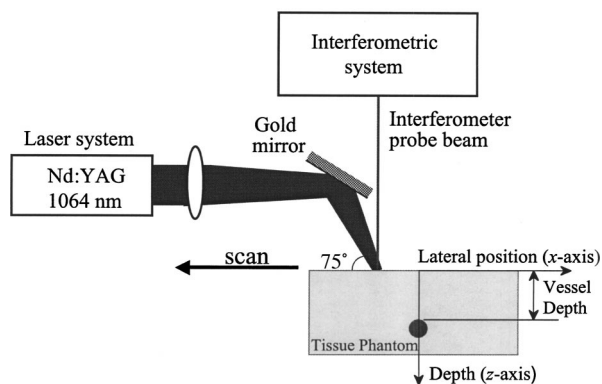 Interferometric
system
Interferometer
probe beam
Gold
mirror
Laser system
Nd:YAG
1064 nm
scan
75°
Lateral position (x-axis)
Vessel
Depth
Tissue Phantom
Depth (z-axis)